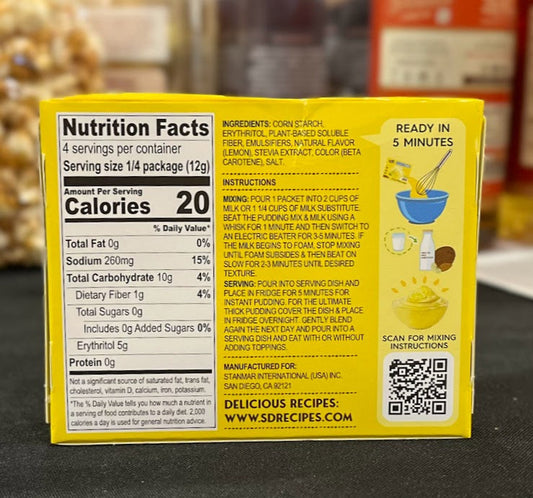 Nutrition Facts
4 servings per container
Serving size 1/4 package (12g)
Amount Per Serving
Calories 20
% Daily Value*
Total Fat 0g 0%
Sodium 260mg 15%
Total Carbohydrate 10g 4%
Dietary Fiber 1g 4%
Total Sugars 0g
Includes 0g Added Sugars 0%
Erythritol 5g
Protein 0g
Not a significant source of saturated fat, trans fat,
cholesterol, vitamin D, calcium, iron, potassium.
*The % Daily Value tells you how much a nutrient in
a serving of food contributes to a daily diet. 2,000
calories a day is used for general nutrition advice.
INGREDIENTS: CORN STARCH,
ERYTHRITOL, PLANT-BASED SOLUBLE
FIBER, EMULSIFIERS, NATURAL FLAVOR
(LEMON), STEVIA EXTRACT, COLOR (BETA
CAROTENE), SALT.
INSTRUCTIONS
MIXING: POUR 1 PACKET INTO 2 CUPS OF
MILK OR 1 1/4 CUPS OF MILK SUBSTITUTE.
BEAT THE PUDDING MIX & MILK USING A
WHISK FOR 1 MINUTE AND THEN SWITCH TO
AN ELECTRIC BEATER FOR 3-5 MINUTES. IF
THE MILK BEGINS TO FOAM, STOP MIXING
UNTIL FOAM SUBSIDES & THEN BEAT ON
SLOW FOR 2-3 MINUTES UNTIL DESIRED
TEXTURE.
SERVING: POUR INTO SERVING DISH AND
PLACE IN FRIDGE FOR 5 MINUTES FOR
INSTANT PUDDING. FOR THE ULTIMATE
THICK PUDDING COVER THE DISH & PLACE
IN FRIDGE OVERNIGHT. GENTLY BLEND
AGAIN THE NEXT DAY AND POUR INTO A
SERVING DISH AND EAT WITH OR WITHOUT
ADDING TOPPINGS.
MANUFACTURED FOR:
STANMAR INTERNATIONAL (USA) INC.
SAN DIEGO, CA 92121
DELICIOUS RECIPES:
WWW.SDRECIPES.COM
READY IN
5 MINUTES
SCAN FOR MIXING
INSTRUCTIONS